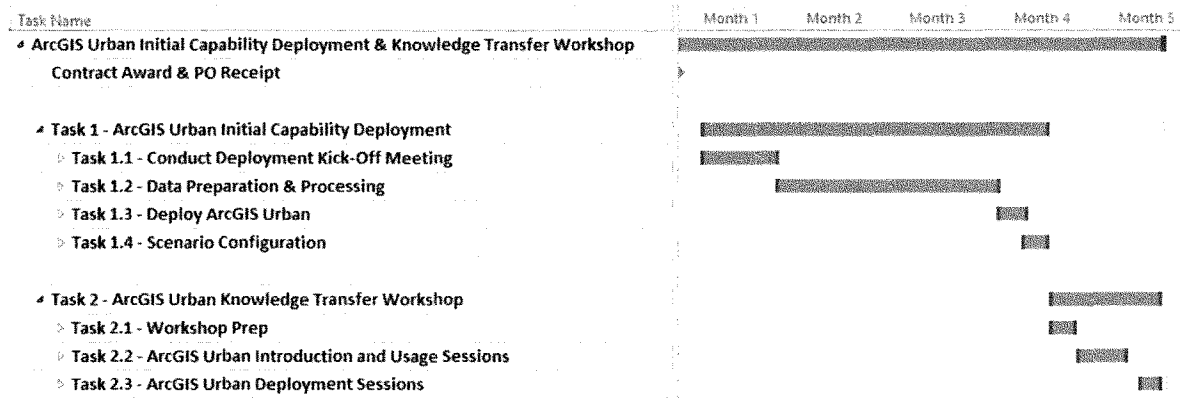 Task Name Month 1 Month 2 Month 3 Month 4 Month 5
ArcGIS Urban Initial Capability Deployment & Knowledge Transfer Workshop
Contract Award & PO Receipt
Task 1 - ArcGIS Urban Initial Capability Deployment
Task 1.1 - Conduct Deployment Kick-Off Meeting
Task 1.2 - Data Preparation & Processing
Task 1.3 - Deploy ArcGIS Urban
Task 1.4 - Scenario Configuration
Task 2 - ArcGIS Urban Knowledge Transfer Workshop
Task 2.1 - Workshop Prep
Task 2.2 - ArcGIS Urban Introduction and Usage Sessions
Task 2.3 - ArcGIS Urban Deployment Sessions